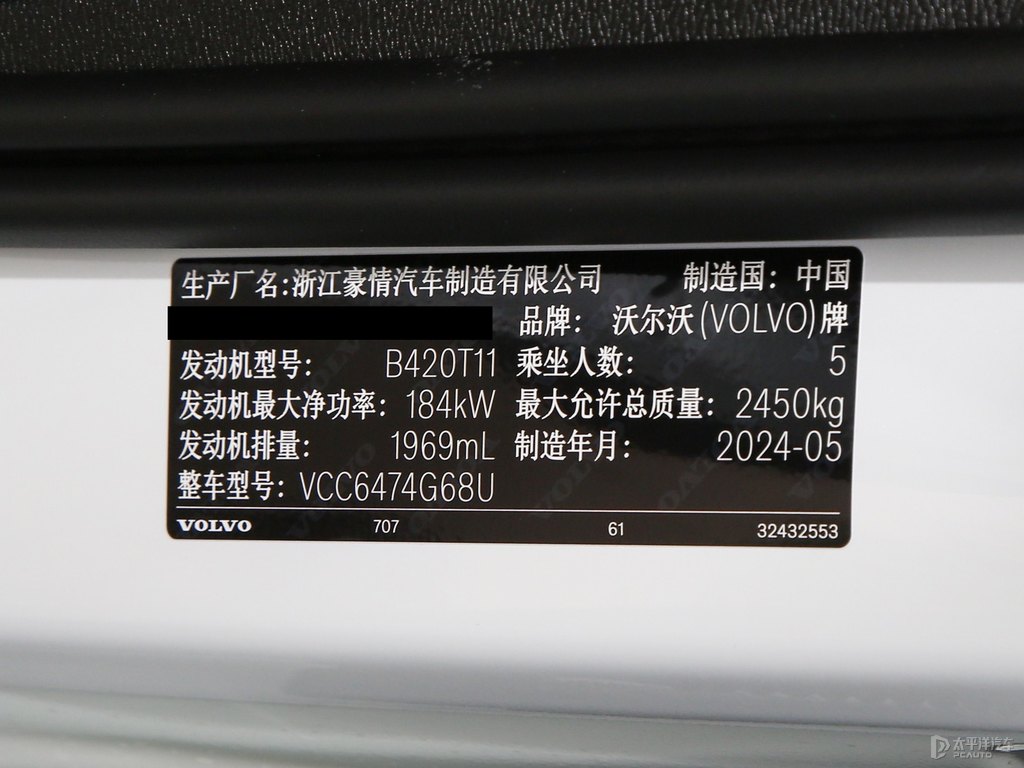 生产厂名:浙江豪情汽车制造有限公司 制造国: 中国
品牌: 沃尔沃(VOLVO)牌
发动机型号: B420T11 乘坐人数: 5
发动机最大净功率: 184kW 最大允许总质量: 2450kg
发动机排量: 1969mL 制造年月: 2024-05
整车型号: VCC6474G68U
VOLVO 707 61 32432553
太平洋汽车
PCAUTO